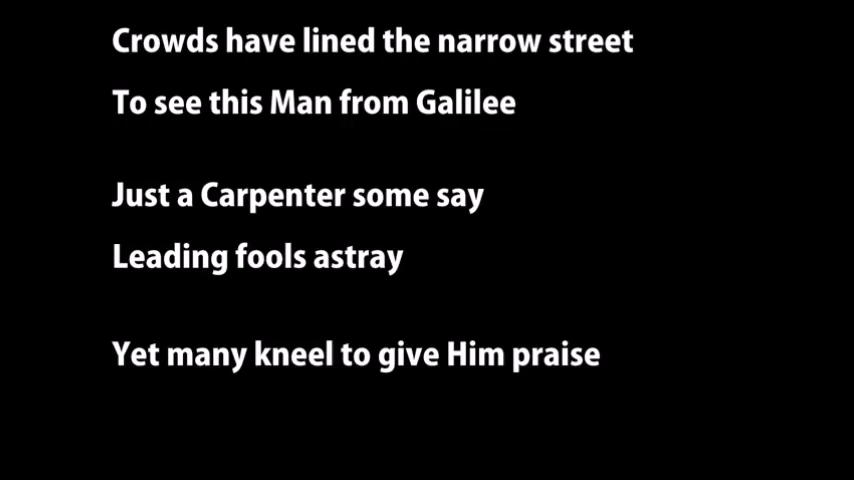 Crowds have lined the narrow street
To see this Man from Galilee
Just a Carpenter some say
Leading fools astray
Yet many kneel to give Him praise